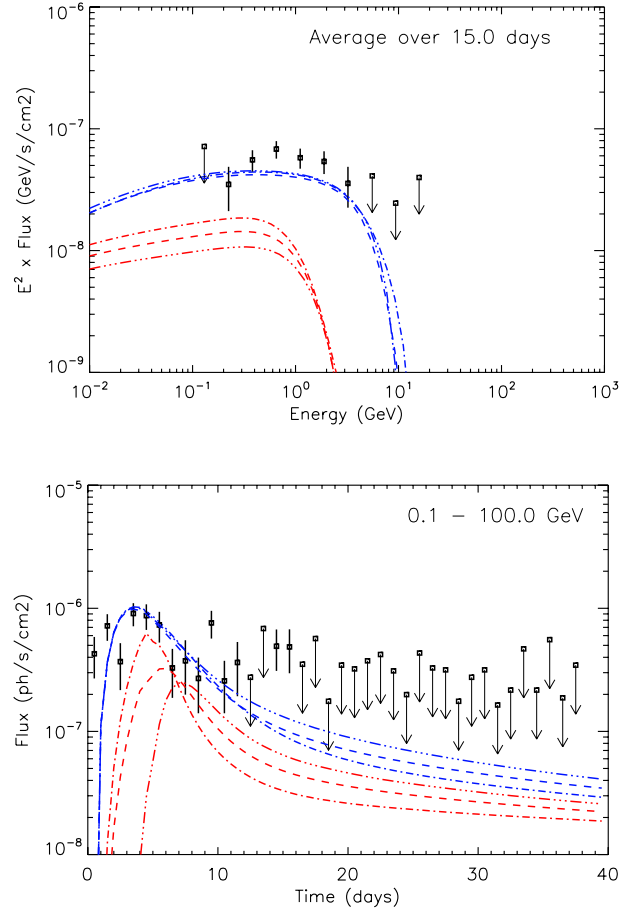 10^-6
Average over 15.0 days
10^-7
10^-8
10^-9
E^2 x Flux (GeV/s/cm2)
10^-2 10^-1 10^0 10^1 10^2 10^3
Energy (GeV)
10^-5
0.1 - 100.0 GeV
10^-6
10^-7
10^-8
Flux (ph/s/cm2)
0 10 20 30 40
Time (days)